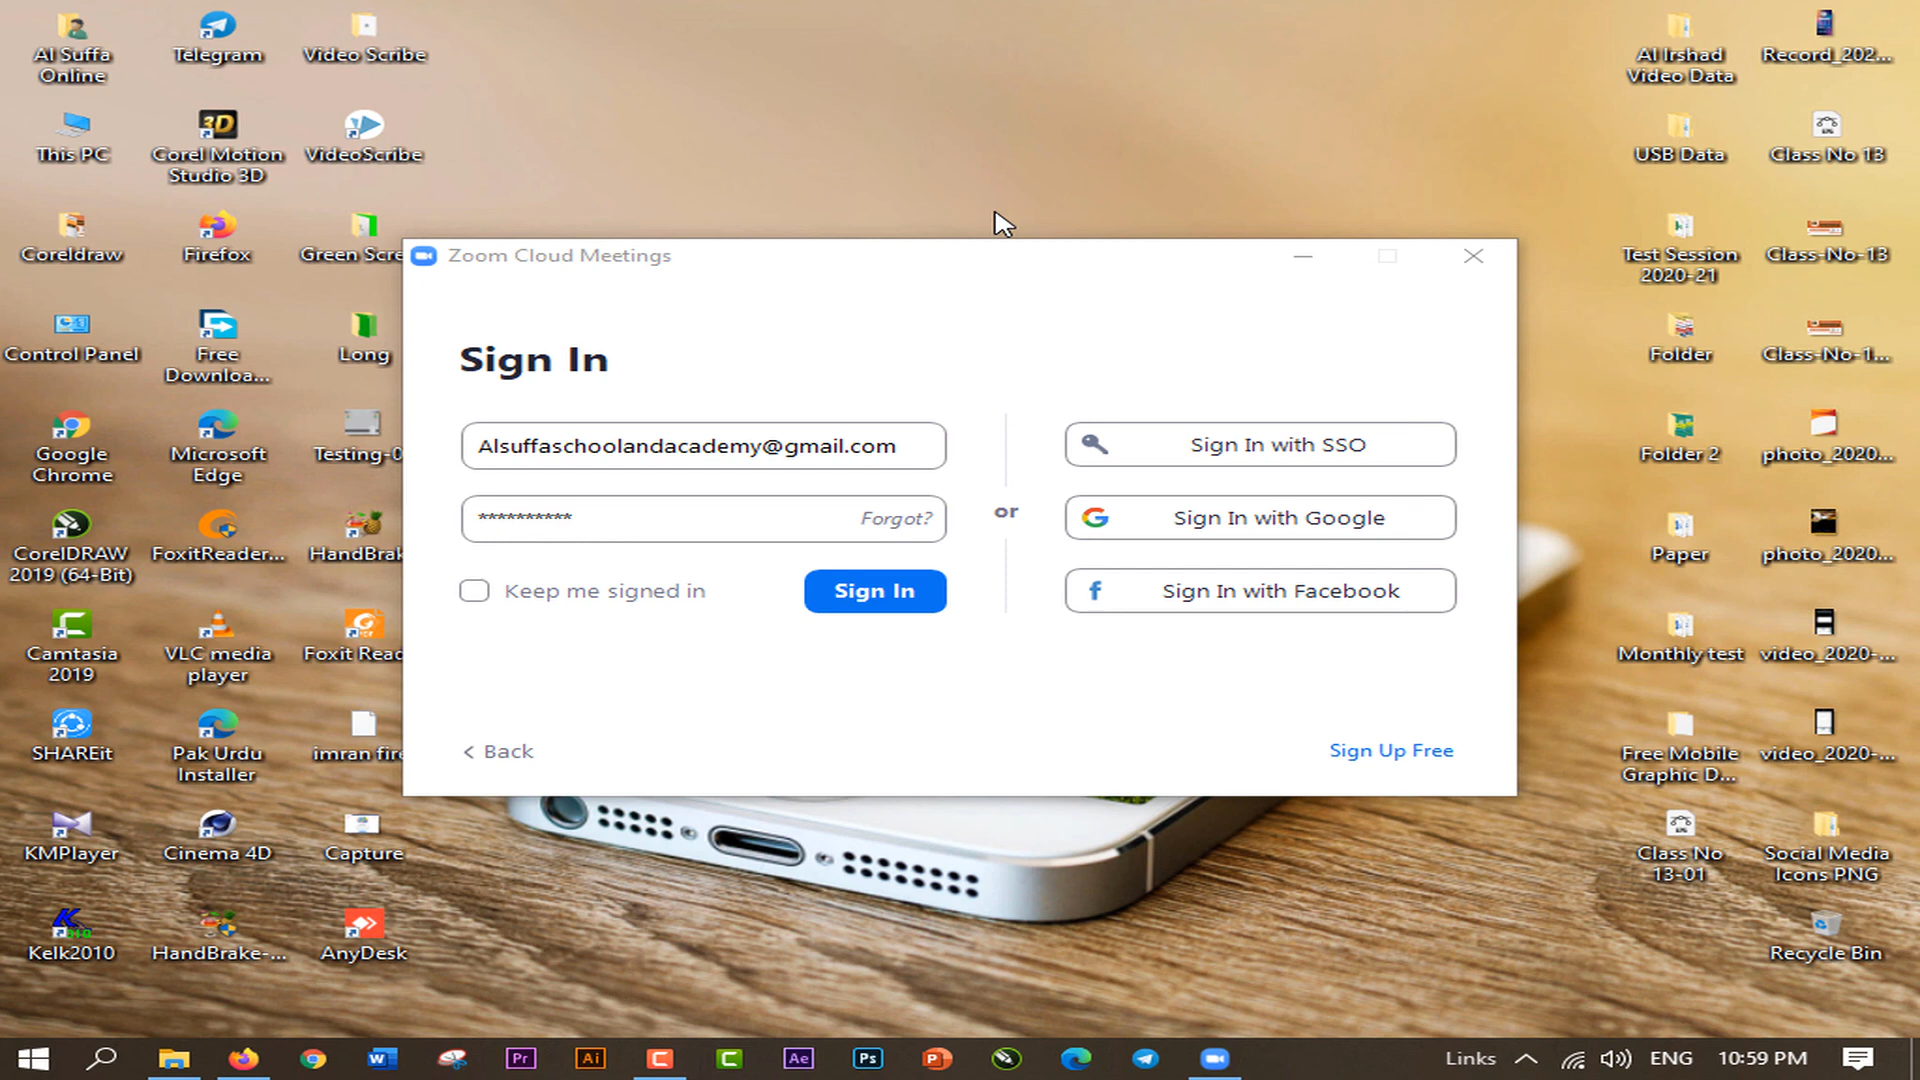 Al Suffa
Online
Telegram
Video Scribe
This PC
3D
Corel Motion
Studio 3D
VideoScribe
Coreldraw
Firefox
Green Scre
Control Panel
Free
Downloa...
Long
Google
Chrome
Microsoft
Edge
Testing-0
CorelDRAW
2019 (64-Bit)
FoxitReader...
HandBrak
Camtasia
2019
VLC media
player
Foxit Read
SHAREit
Pak Urdu
Installer
imran fire
KMPlayer
Cinema 4D
Capture
Kelk2010
HandBrake-...
AnyDesk
Zoom Cloud Meetings
Sign In
Alsuffaschoolandacademy@gmail.com
**********
Forgot?
Keep me signed in
Sign In
or
Sign In with SSO
Sign In with Google
Sign In with Facebook
< Back
Sign Up Free
Al Irshad
Video Data
Record_202...
USB Data
Class No 13
Test Session
2020-21
Class-No-13
Folder
Class-No-1...
Folder 2
photo_2020...
Paper
photo_2020...
Monthly test
video_2020-...
Free Mobile
Graphic D...
video_2020-...
Class No
13-01
Social Media
Icons PNG
Recycle Bin
Pr
Ai
Ae
Ps
Links
ENG
10:59 PM